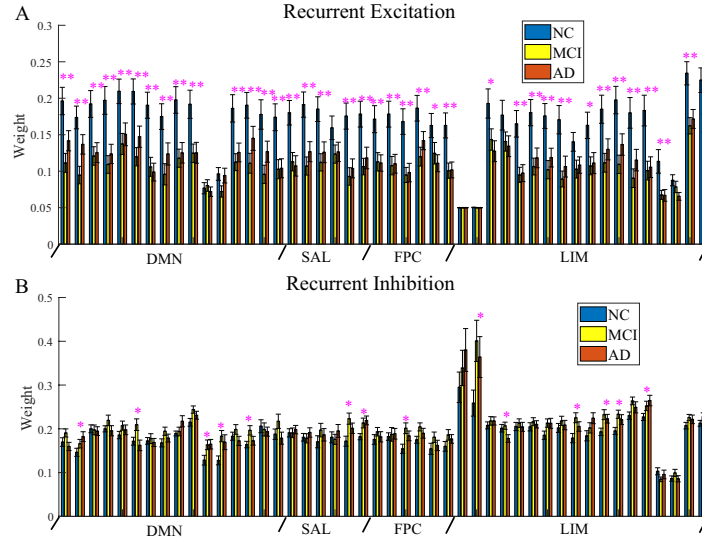 A
Recurrent Excitation
0.3
0.25
0.2
0.15
0.1
0.05
0
Weight
NC
MCI
AD
DMN
SAL
FPC
LIM
B
Recurrent Inhibition
0.5
0.4
0.3
0.2
0.1
0
Weight
NC
MCI
AD
DMN
SAL
FPC
LIM